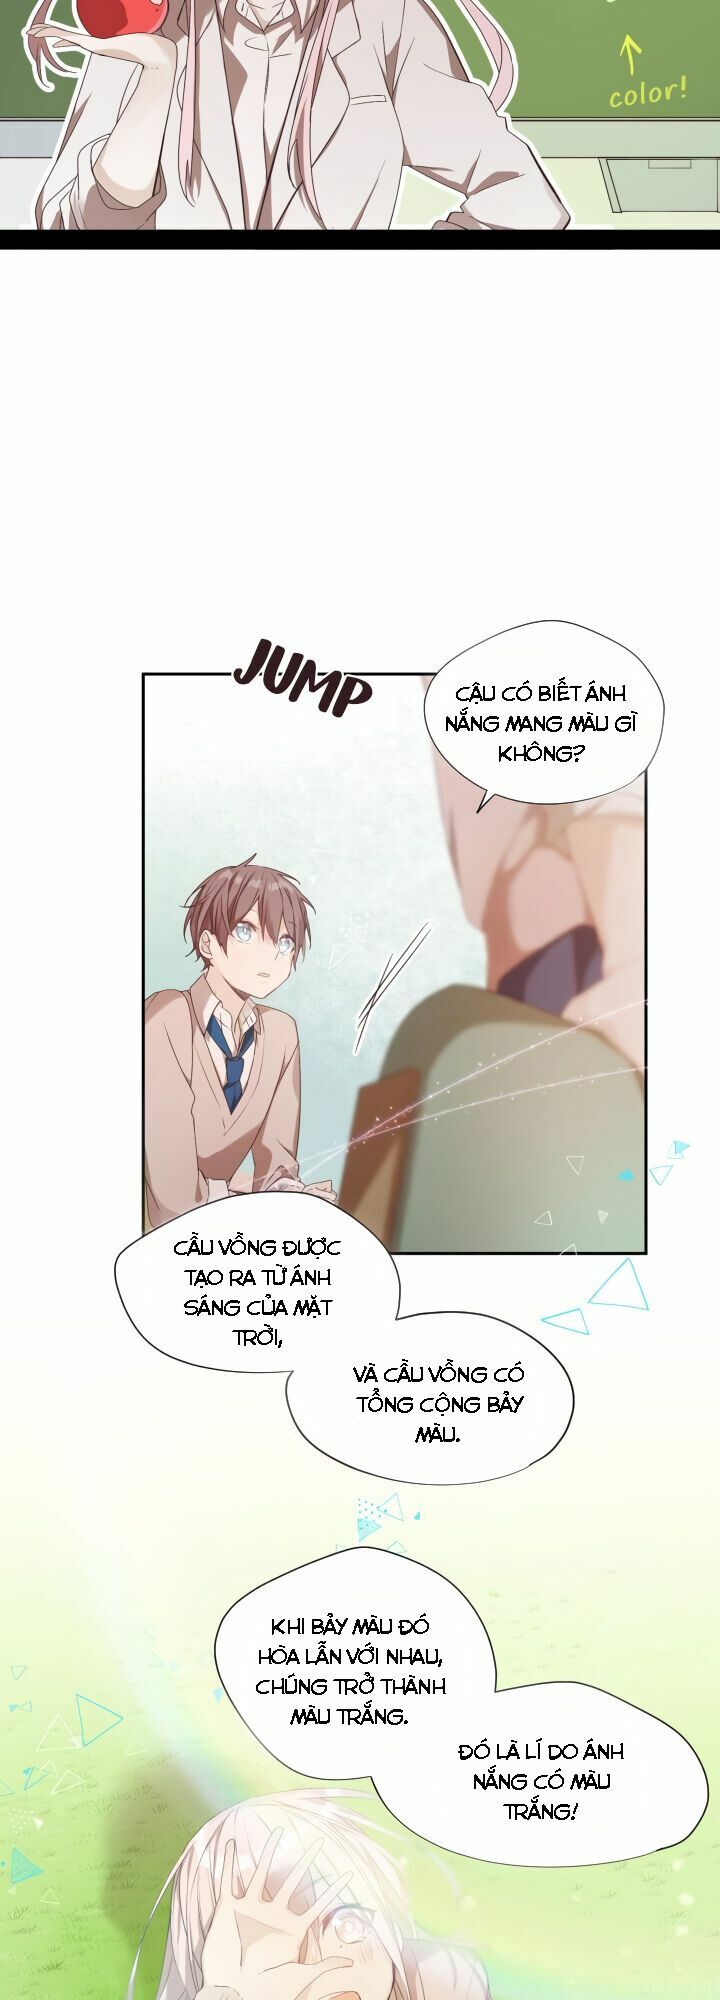 color!
JUMP
CẬU CÓ BIẾT ÁNH
NẮNG MANG MÀU GÌ
KHÔNG?
CẦU VỒNG ĐƯỢC
TẠO RA TỪ ÁNH
SÁNG CỦA MẶT
TRỜI,
VÀ CẦU VỒNG CÓ
TỔNG CỘNG BẢY
MÀU.
KHI BẢY MÀU ĐÓ
HÒA LẪN VỚI NHAU,
CHÚNG TRỞ THÀNH
MÀU TRẮNG.
ĐÓ LÀ LÍ DO ÁNH
NẮNG CÓ MÀU
TRẮNG!